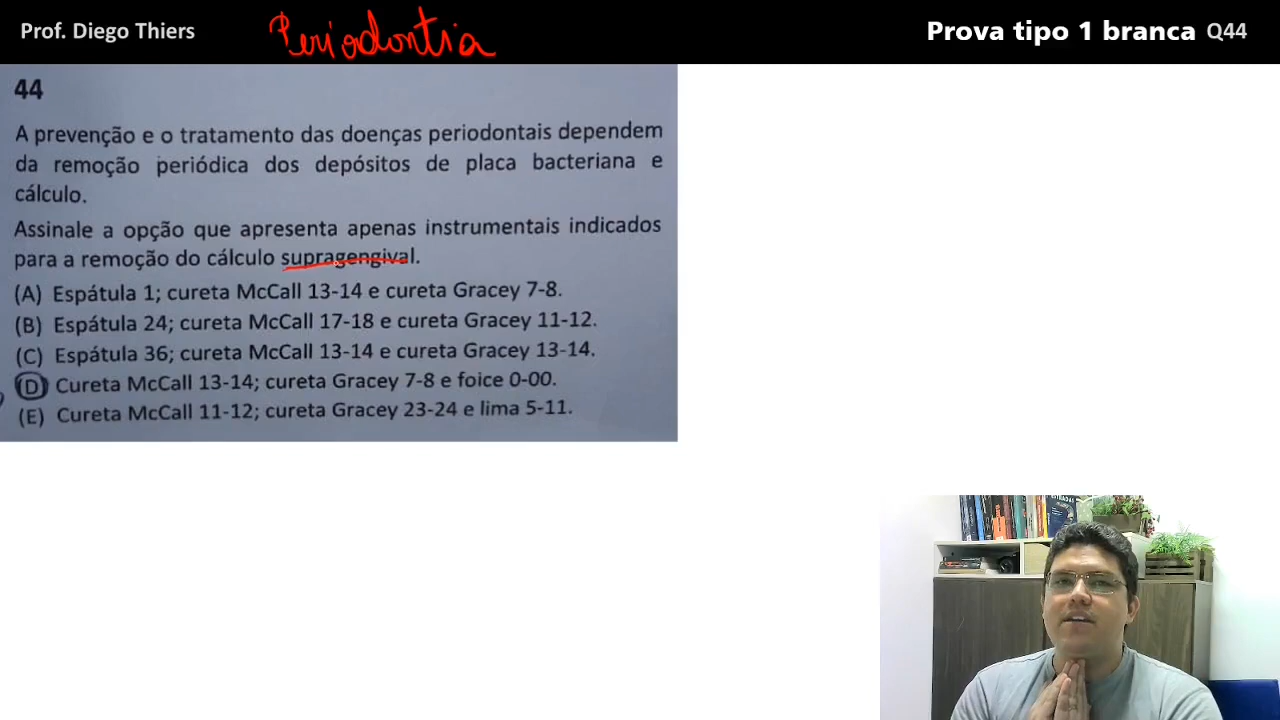 Prof. Diego Thiers
Periodontia
Prova tipo 1 branca Q44
44
A prevenção e o tratamento das doenças periodontais dependem
da remoção periódica dos depósitos de placa bacteriana e
cálculo.
Assinale a opção que apresenta apenas instrumentais indicados
para a remoção do cálculo supragengival.
(A) Espátula 1; cureta McCall 13-14 e cureta Gracey 7-8.
(B) Espátula 24; cureta McCall 17-18 e cureta Gracey 11-12.
(C) Espátula 36; cureta McCall 13-14 e cureta Gracey 13-14.
(D) Cureta McCall 13-14; cureta Gracey 7-8 e foice 0-00.
(E) Cureta McCall 11-12; cureta Gracey 23-24 e lima 5-11.